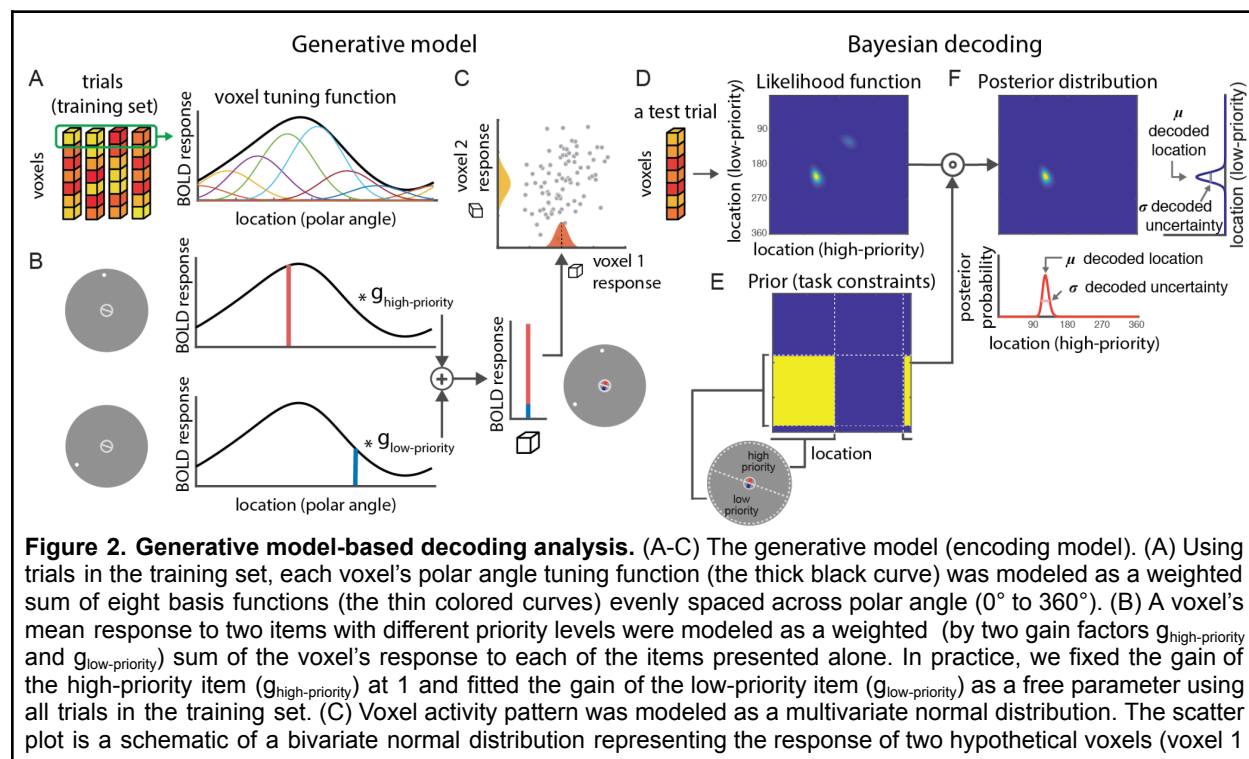 Generative model
Bayesian decoding
A
trials
(training set)
voxels
voxel tuning function
BOLD response
location (polar angle)
B
BOLD response
* g high-priority
BOLD response
* g low-priority
location (polar angle)
+
C
voxel 2
response
voxel 1
response
BOLD response
D
a test trial
voxels
Likelihood function
location (low-priority)
90
180
270
360
location (high-priority)
E
Prior (task constraints)
location
high
priority
low
priority
F
Posterior distribution
μ
decoded
location
σ decoded
uncertainty
location (low-priority)
posterior
probability
μ decoded location
σ decoded uncertainty
90 180 270 360
location (high-priority)
Figure 2. Generative model-based decoding analysis. (A-C) The generative model (encoding model). (A) Using
trials in the training set, each voxel's polar angle tuning function (the thick black curve) was modeled as a weighted
sum of eight basis functions (the thin colored curves) evenly spaced across polar angle (0° to 360°). (B) A voxel's
mean response to two items with different priority levels were modeled as a weighted (by two gain factors g high-priority
and g low-priority) sum of the voxel's response to each of the items presented alone. In practice, we fixed the gain of
the high-priority item (g high-priority) at 1 and fitted the gain of the low-priority item (g low-priority) as a free parameter using
all trials in the training set. (C) Voxel activity pattern was modeled as a multivariate normal distribution. The scatter
plot is a schematic of a bivariate normal distribution representing the response of two hypothetical voxels (voxel 1